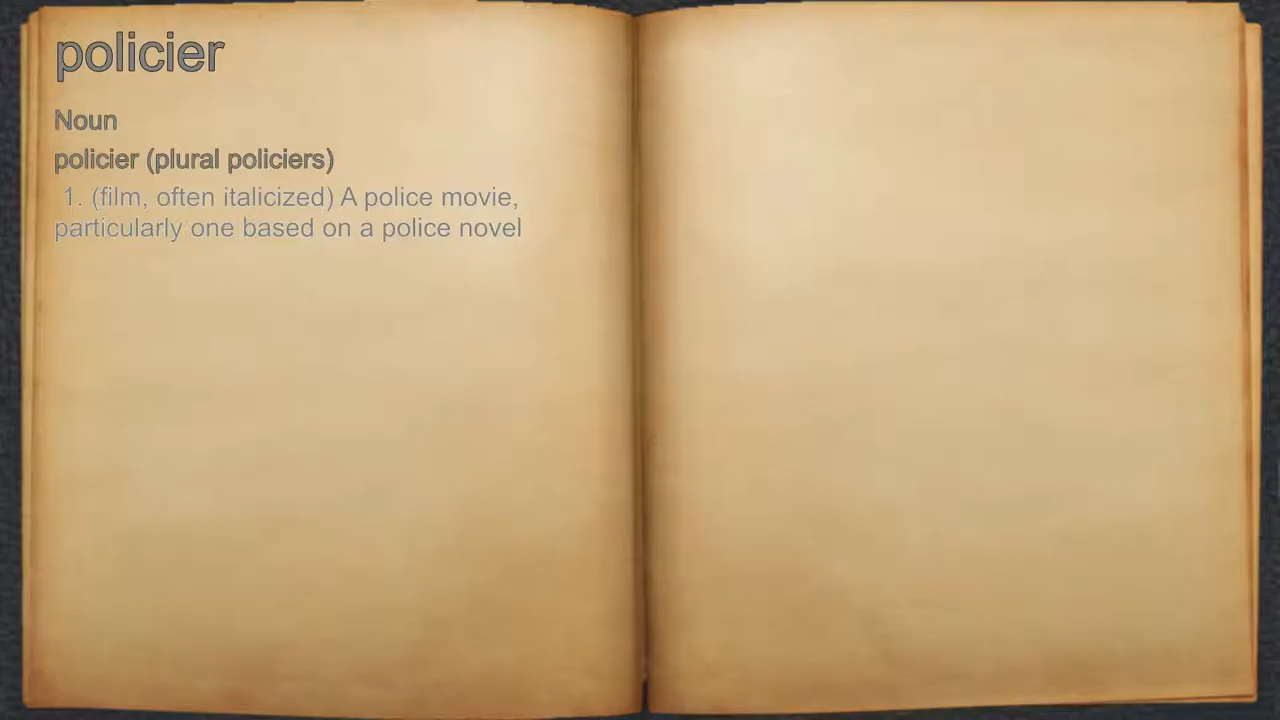 policier
Noun
policier (plural policiers)
1. (film, often italicized) A police movie,
particularly one based on a police novel